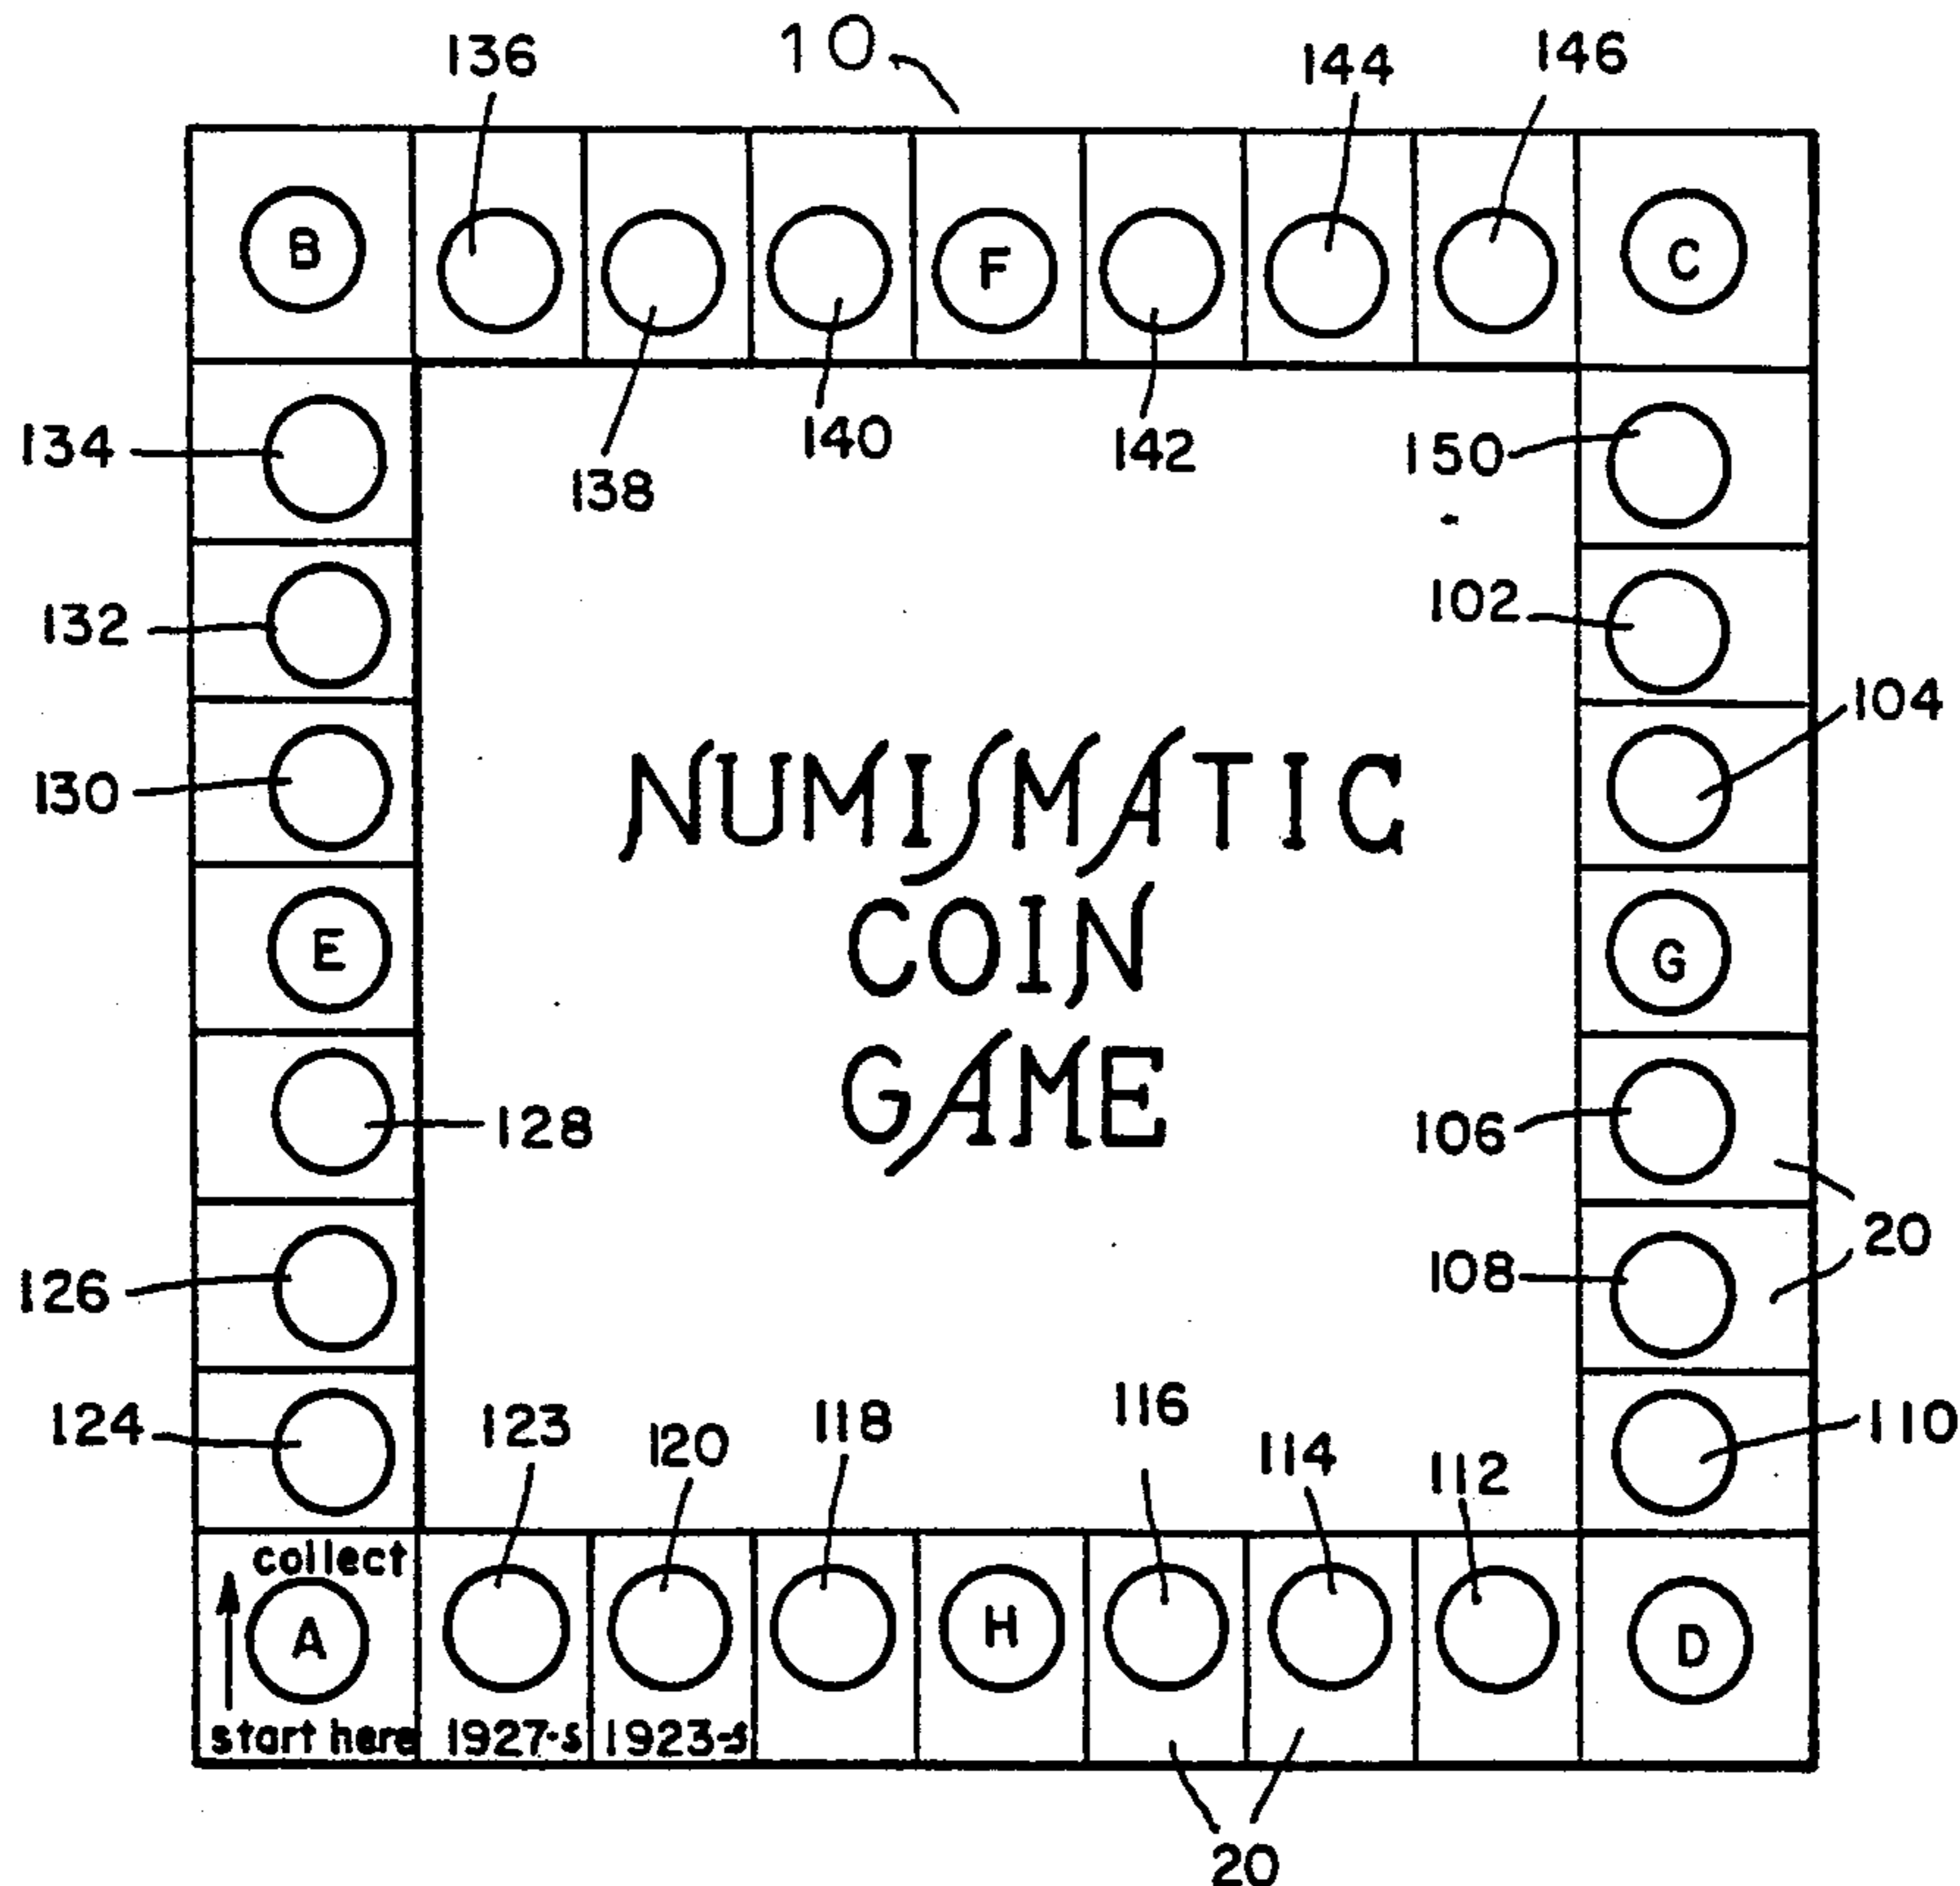 136 10 144 146
B F C
134 140 142 150
138
132 102
104
130 NUMISMATIC
COIN
E G
GAME
128 106
20
126 108
124 123 120 118 116 114 112 110
collect
A H D
start here 1927-S 1923-S
20